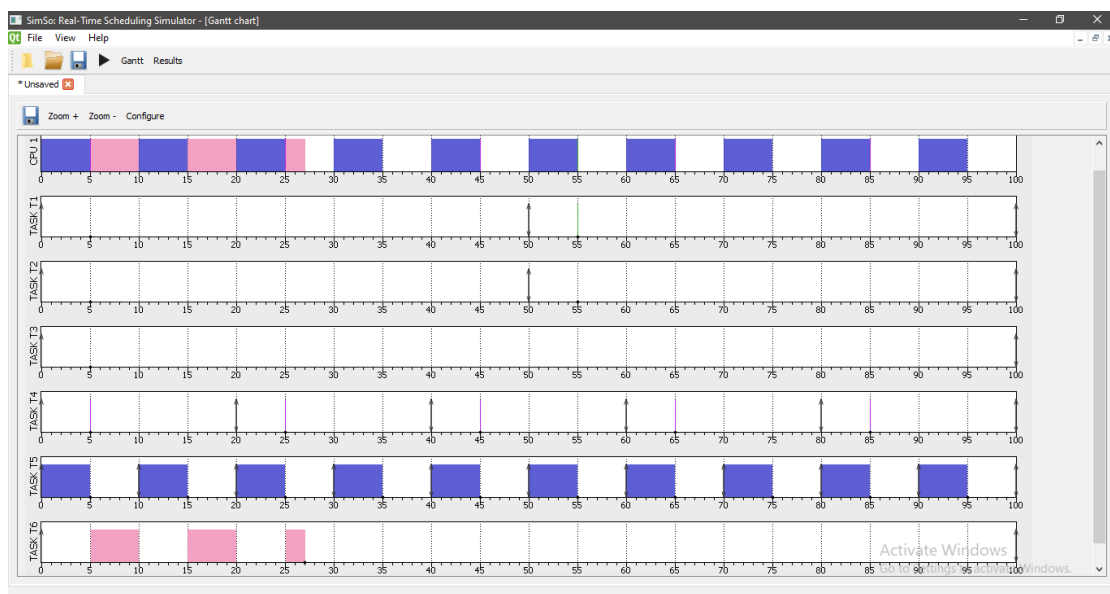 SimSo: Real-Time Scheduling Simulator - [Gantt chart]
File View Help
Gantt Results
* Unsaved
Zoom + Zoom - Configure
CPU 1
0 5 10 15 20 25 30 35 40 45 50 55 60 65 70 75 80 85 90 95 100
TASK T1
0 5 10 15 20 25 30 35 40 45 50 55 60 65 70 75 80 85 90 95 100
TASK T2
0 5 10 15 20 25 30 35 40 45 50 55 60 65 70 75 80 85 90 95 100
TASK T3
0 5 10 15 20 25 30 35 40 45 50 55 60 65 70 75 80 85 90 95 100
TASK T4
0 5 10 15 20 25 30 35 40 45 50 55 60 65 70 75 80 85 90 95 100
TASK T5
0 5 10 15 20 25 30 35 40 45 50 55 60 65 70 75 80 85 90 95 100
TASK T6
0 5 10 15 20 25 30 35 40 45 50 55 60 65 70 75 80 85 90 95 100
Activate Windows
Go to Settings to activate Windows.